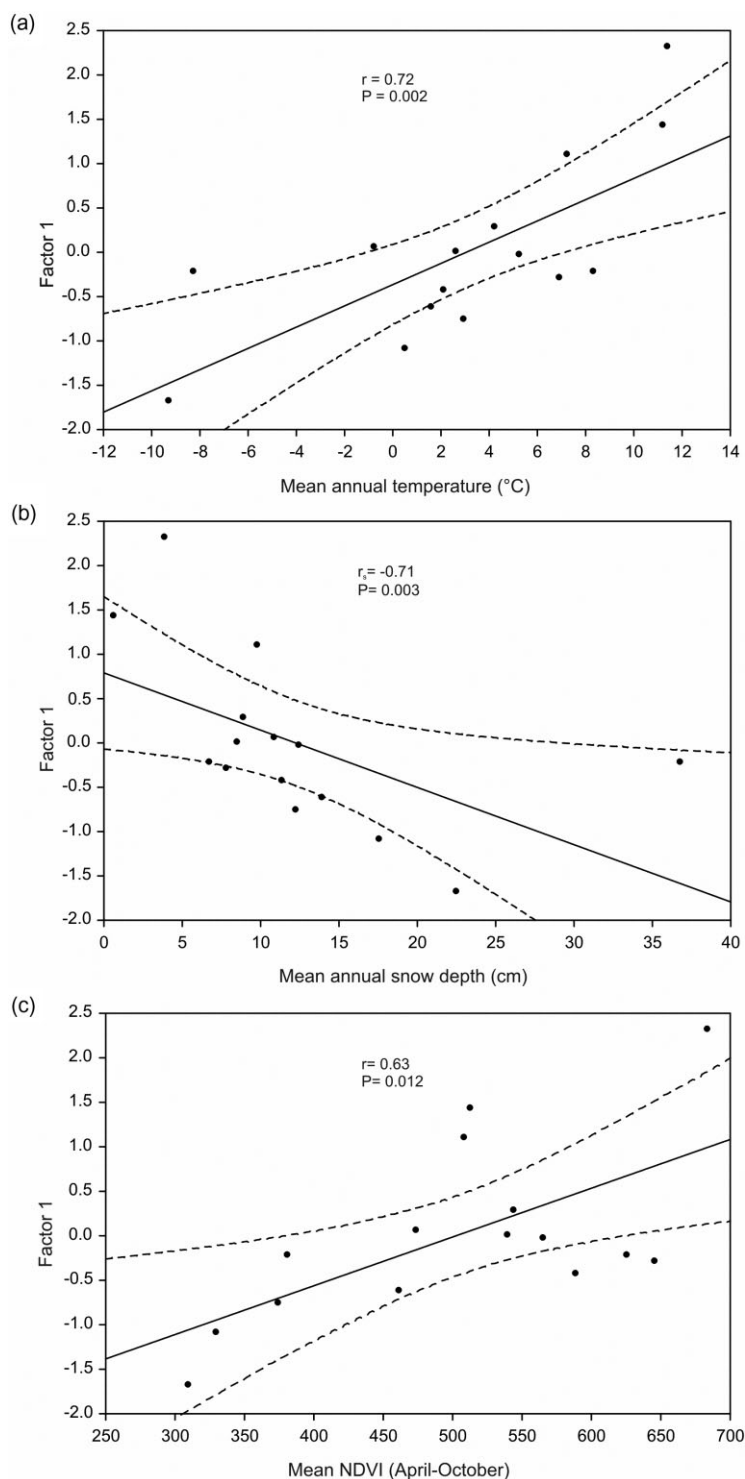 (a)
2.5
2.0
1.5
1.0
0.5
0.0
-0.5
-1.0
-1.5
-2.0
Factor 1
r = 0.72
P = 0.002
-12 -10 -8 -6 -4 -2 0 2 4 6 8 10 12 14
Mean annual temperature (°C)
(b)
2.5
2.0
1.5
1.0
0.5
0.0
-0.5
-1.0
-1.5
-2.0
Factor 1
rs= -0.71
P= 0.003
0 5 10 15 20 25 30 35 40
Mean annual snow depth (cm)
(c)
2.5
2.0
1.5
1.0
0.5
0.0
-0.5
-1.0
-1.5
-2.0
Factor 1
r= 0.63
P= 0.012
250 300 350 400 450 500 550 600 650 700
Mean NDVI (April-October)